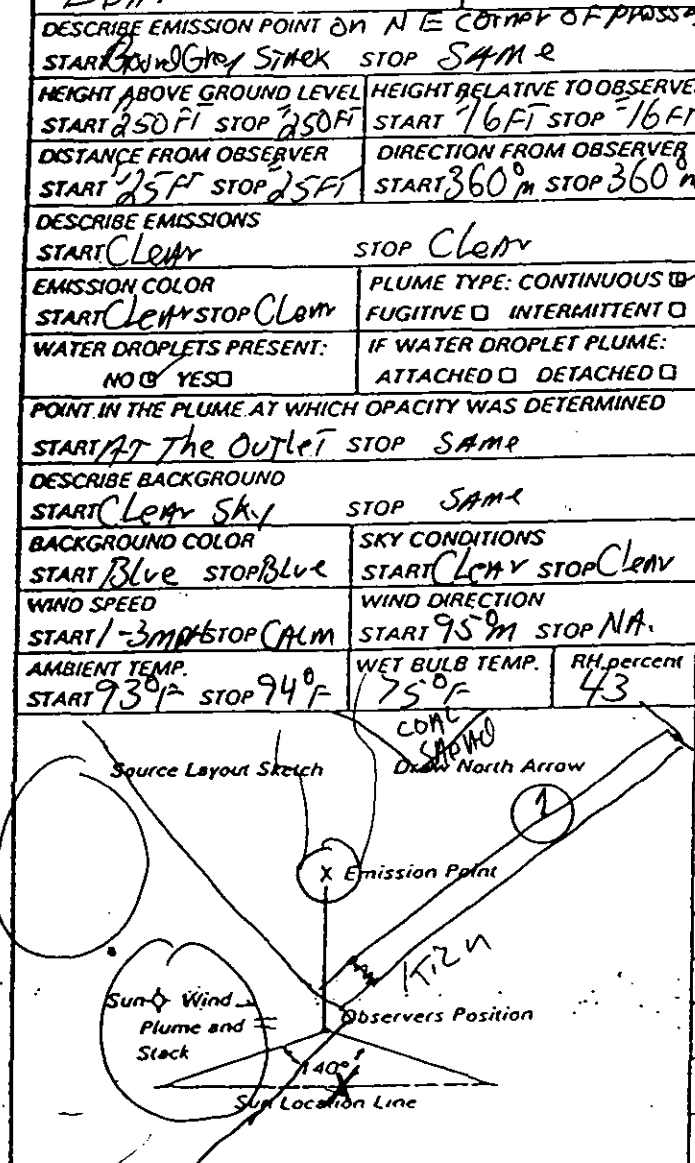 DESCRIBE EMISSION POINT on NE Corner OF
START Round Grey Stack STOP SAMe
HEIGHT ABOVE GROUND LEVEL HEIGHT RELATIVE TO OBSERVE
START 250 FT STOP 250 FT START 16 FT STOP 16 FT
DISTANCE FROM OBSERVER DIRECTION FROM OBSERVER
START 25 FT STOP 25 FT START 360°m STOP 360°m
DESCRIBE EMISSIONS
START CLeAr STOP CleAr
EMISSION COLOR PLUME TYPE: CONTINUOUS ☑
START CleAr STOP CleAr FUGITIVE □ INTERMITTENT □
WATER DROPLETS PRESENT: IF WATER DROPLET PLUME:
NO ☑ YES □ ATTACHED □ DETACHED □
POINT IN THE PLUME AT WHICH OPACITY WAS DETERMINED
START AT The OUTleT STOP SAMe
DESCRIBE BACKGROUND
START CLeAr Sky STOP SAMe
BACKGROUND COLOR SKY CONDITIONS
START Blue STOP Blue START CLeAr STOP CleAr
WIND SPEED WIND DIRECTION
START 1-3mph STOP CALM START 95°m STOP NA.
AMBIENT TEMP. WET BULB TEMP. RH percent
START 93°F STOP 94°F 75°F 43
COAL
Source Layout Sketch Draw North Arrow
1
X Emission Point
Sun Wind
Observers Position
Plume and
Stack
140°
Sun Location Line